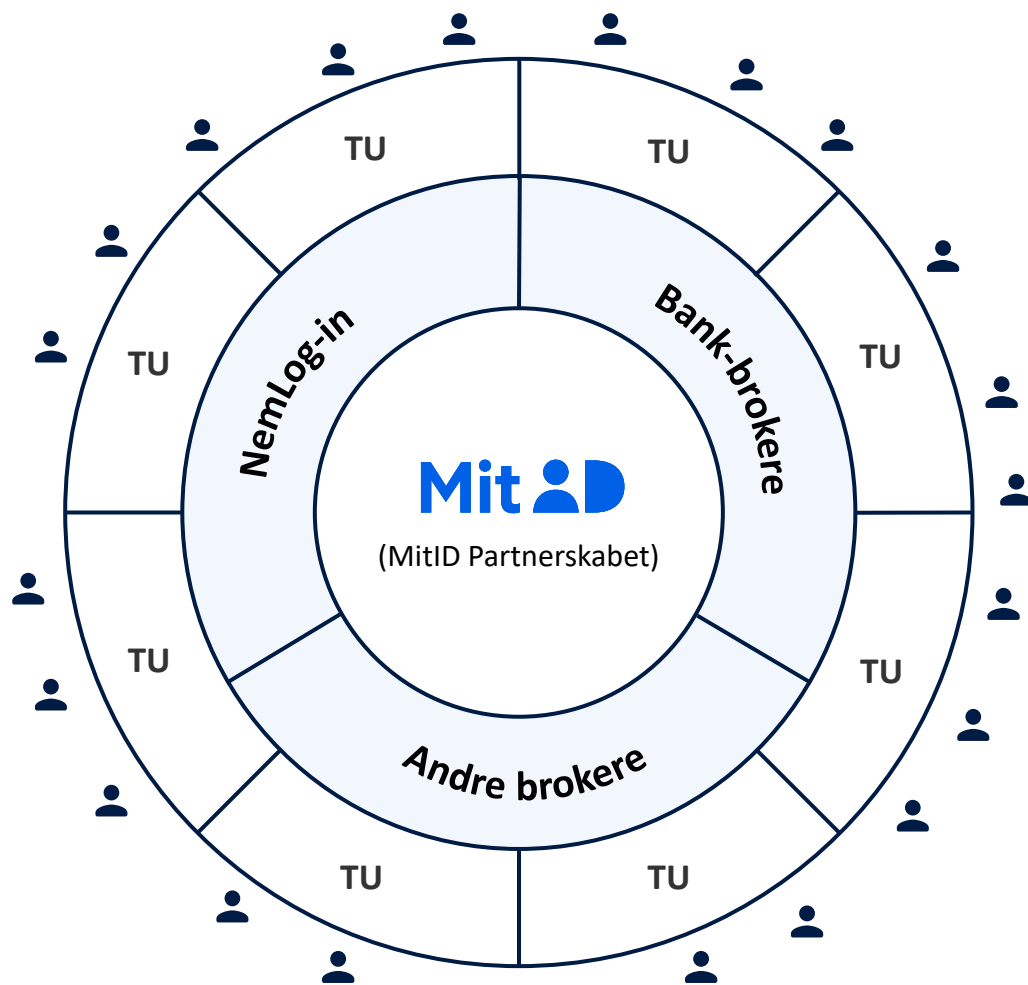 TU
TU
NemLog-in
Bank-brokere
TU
TU
MitID
(MitID Partnerskabet)
TU
TU
Andre brokere
TU
TU